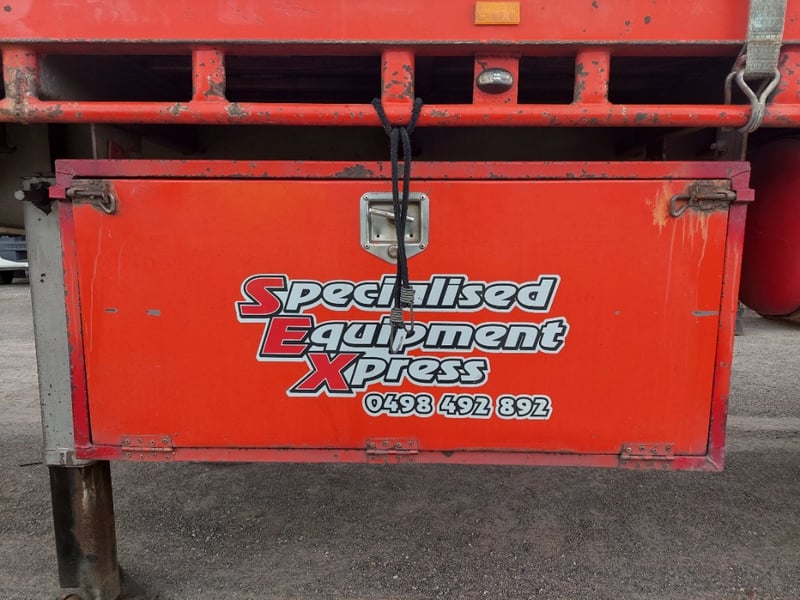 Specialised
Equipment
Xpress
0498 492 892